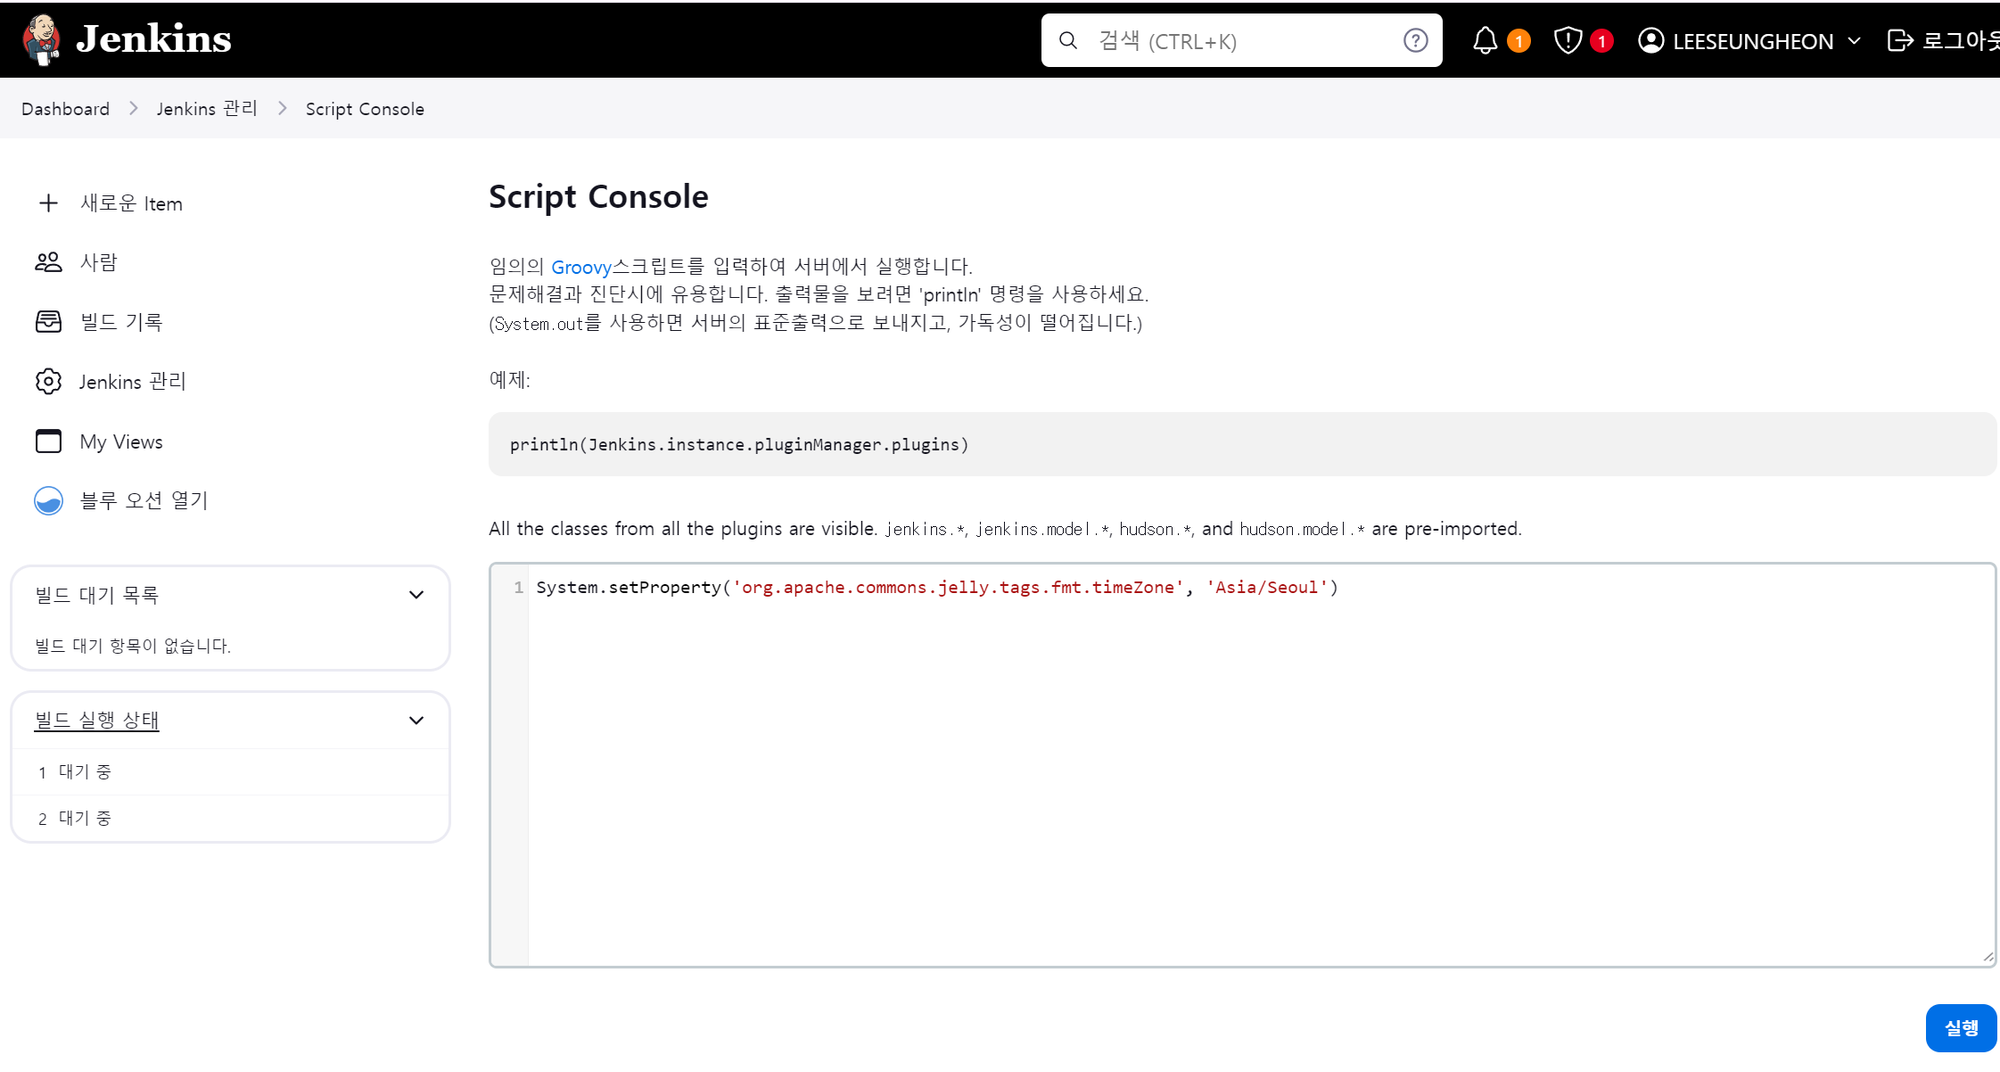 Jenkins
검색 (CTRL+K)
1
1
LEESEUNGHEON
로그아웃
Dashboard
Jenkins 관리
Script Console
새로운 Item
사람
빌드 기록
Jenkins 관리
My Views
블루 오션 열기
빌드 대기 목록
빌드 대기 항목이 없습니다.
빌드 실행 상태
1 대기 중
2 대기 중
Script Console
임의의 Groovy스크립트를 입력하여 서버에서 실행합니다.
문제해결과 진단시에 유용합니다. 출력물을 보려면 'println' 명령을 사용하세요.
(System.out를 사용하면 서버의 표준출력으로 보내지고, 가독성이 떨어집니다.)
예제:
println(Jenkins.instance.pluginManager.plugins)
All the classes from all the plugins are visible. jenkins.*, jenkins.model.*, hudson.*, and hudson.model.* are pre-imported.
1 System.setProperty('org.apache.commons.jelly.tags.fmt.timeZone', 'Asia/Seoul')
실행